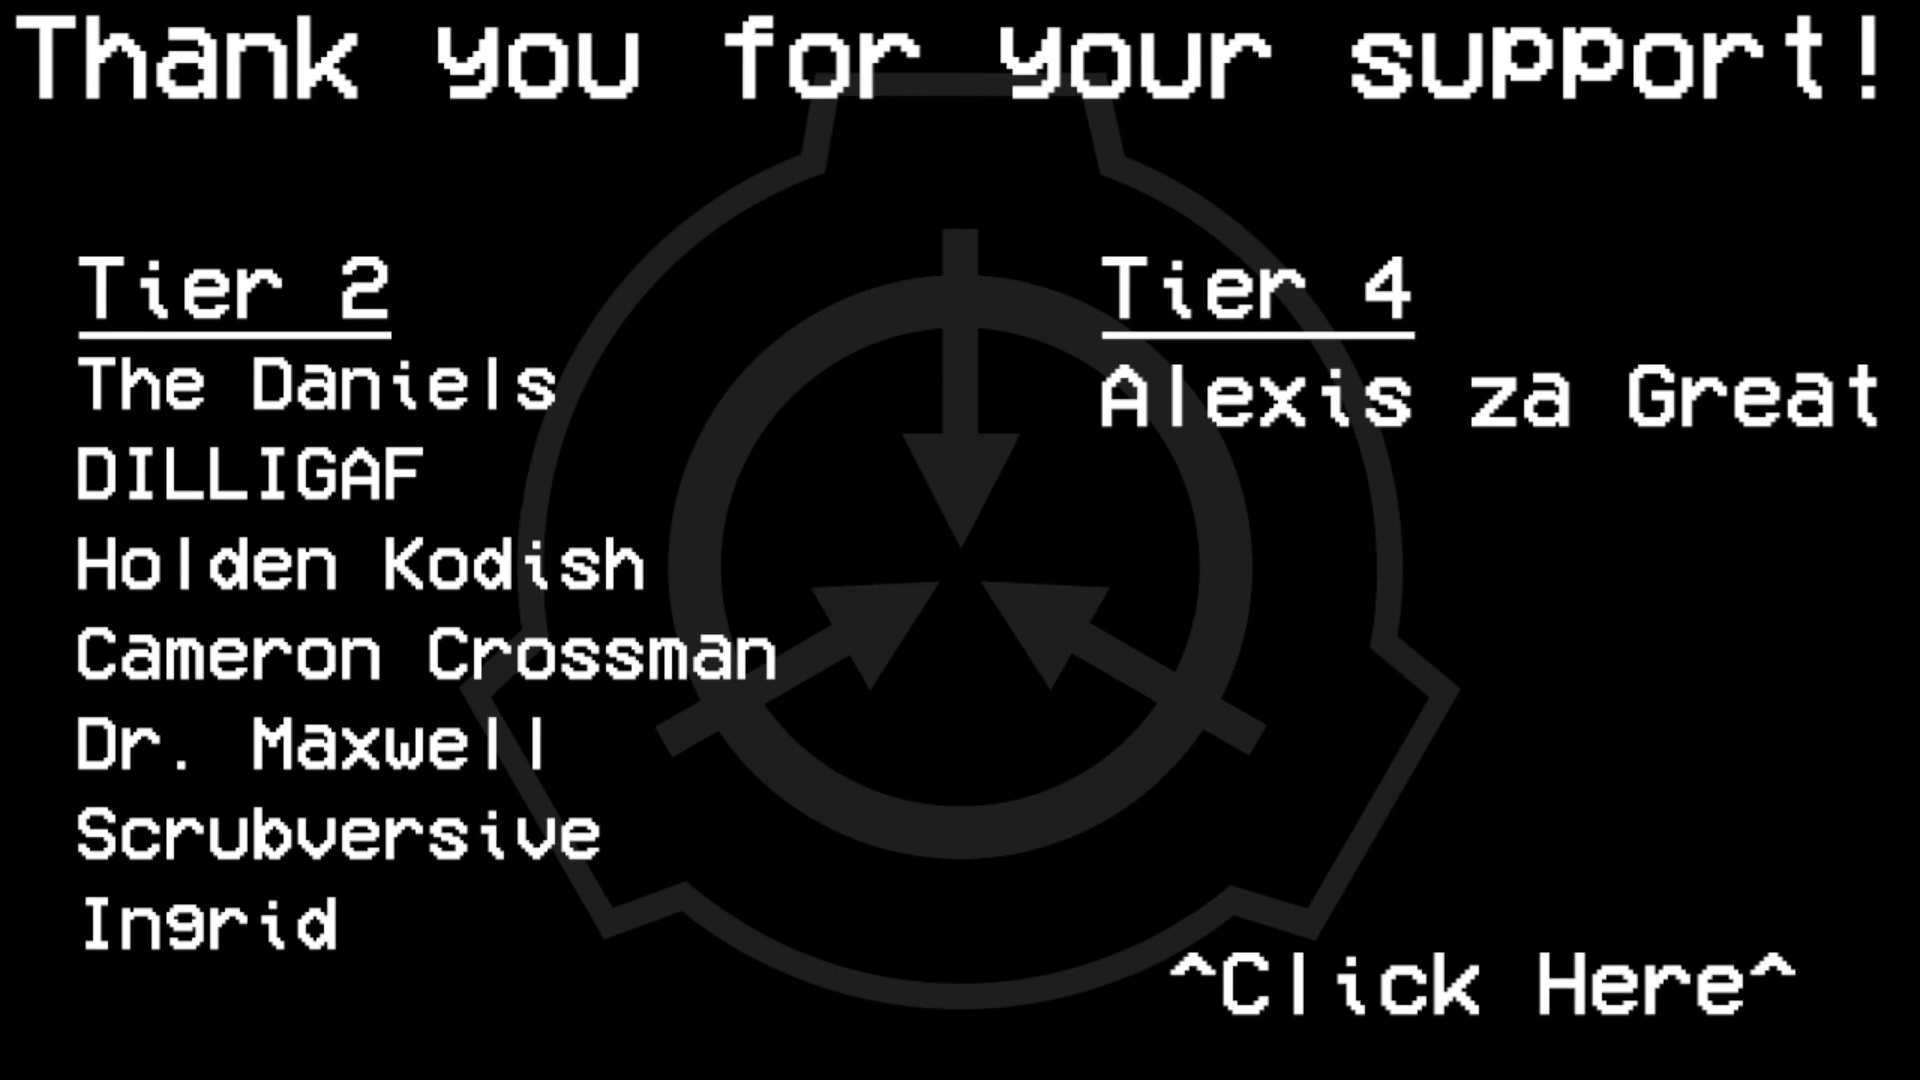 Thank you for your support!
Tier 2
The Daniels
DILLIGAF
Holden Kodish
Cameron Crossman
Dr. Maxwell
Scrubversive
Ingrid
Tier 4
Alexis za Great
^Click Here^